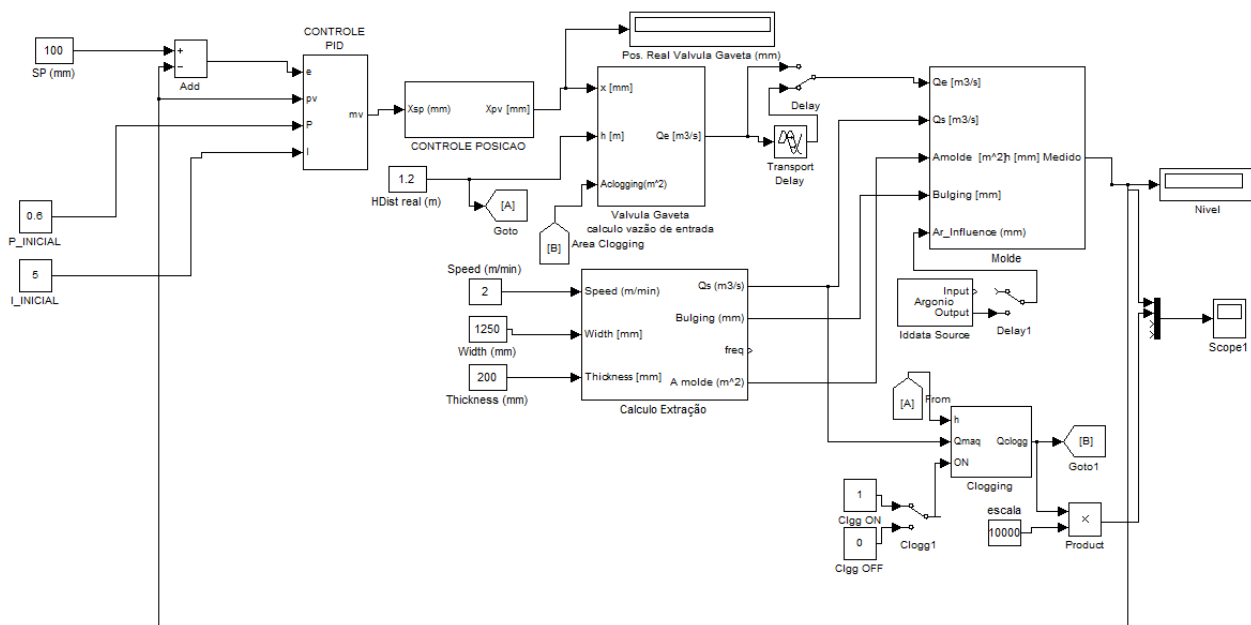 100
SP (mm)
+
−
Add
CONTROLE
PID
e
pv
P
I
mv
0.6
P_INICIAL
5
I_INICIAL
Xsp (mm)
Xpv [mm]
CONTROLE POSICAO
1.2
HDist real (m)
[A]
Goto
Pos. Real Valvula Gaveta (mm)
x [mm]
h [m]
Qe [m3/s]
Aclogging(m^2)
Valvula Gaveta
calculo vazão de entrada
[B]
Area Clogging
Delay
Transport
Delay
Qe [m3/s]
Qs [m3/s]
Amolde [m^2]
h [mm] Medido
Bulging [mm]
Ar_Influence (mm)
Molde
Nivel
Speed (m/min)
2
1250
Width (mm)
200
Thickness (mm)
Speed (m/min)
Width [mm]
Thickness [mm]
Qs (m3/s)
Bulging (mm)
freq
A molde (m^2)
Calculo Extração
Input
Argonio
Output
Iddata Source
Delay1
Scope1
[A]
From
h
Qmaq
ON
Qclogg
Clogging
[B]
Goto1
1
Clgg ON
0
Clgg OFF
Clogg1
escala
10000
×
Product